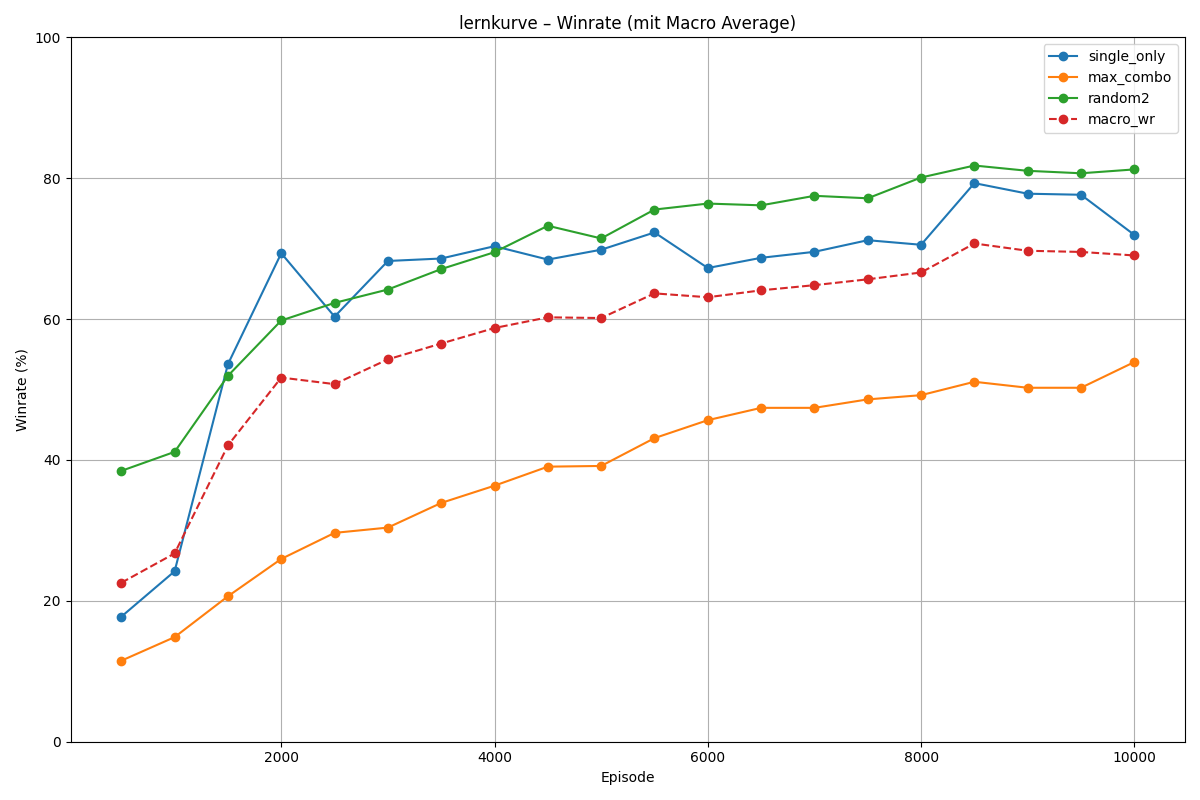 lernkurve – Winrate (mit Macro Average)
100
80
60
40
20
0
Winrate (%)
single_only
max_combo
random2
macro_wr
2000 4000 6000 8000 10000
Episode